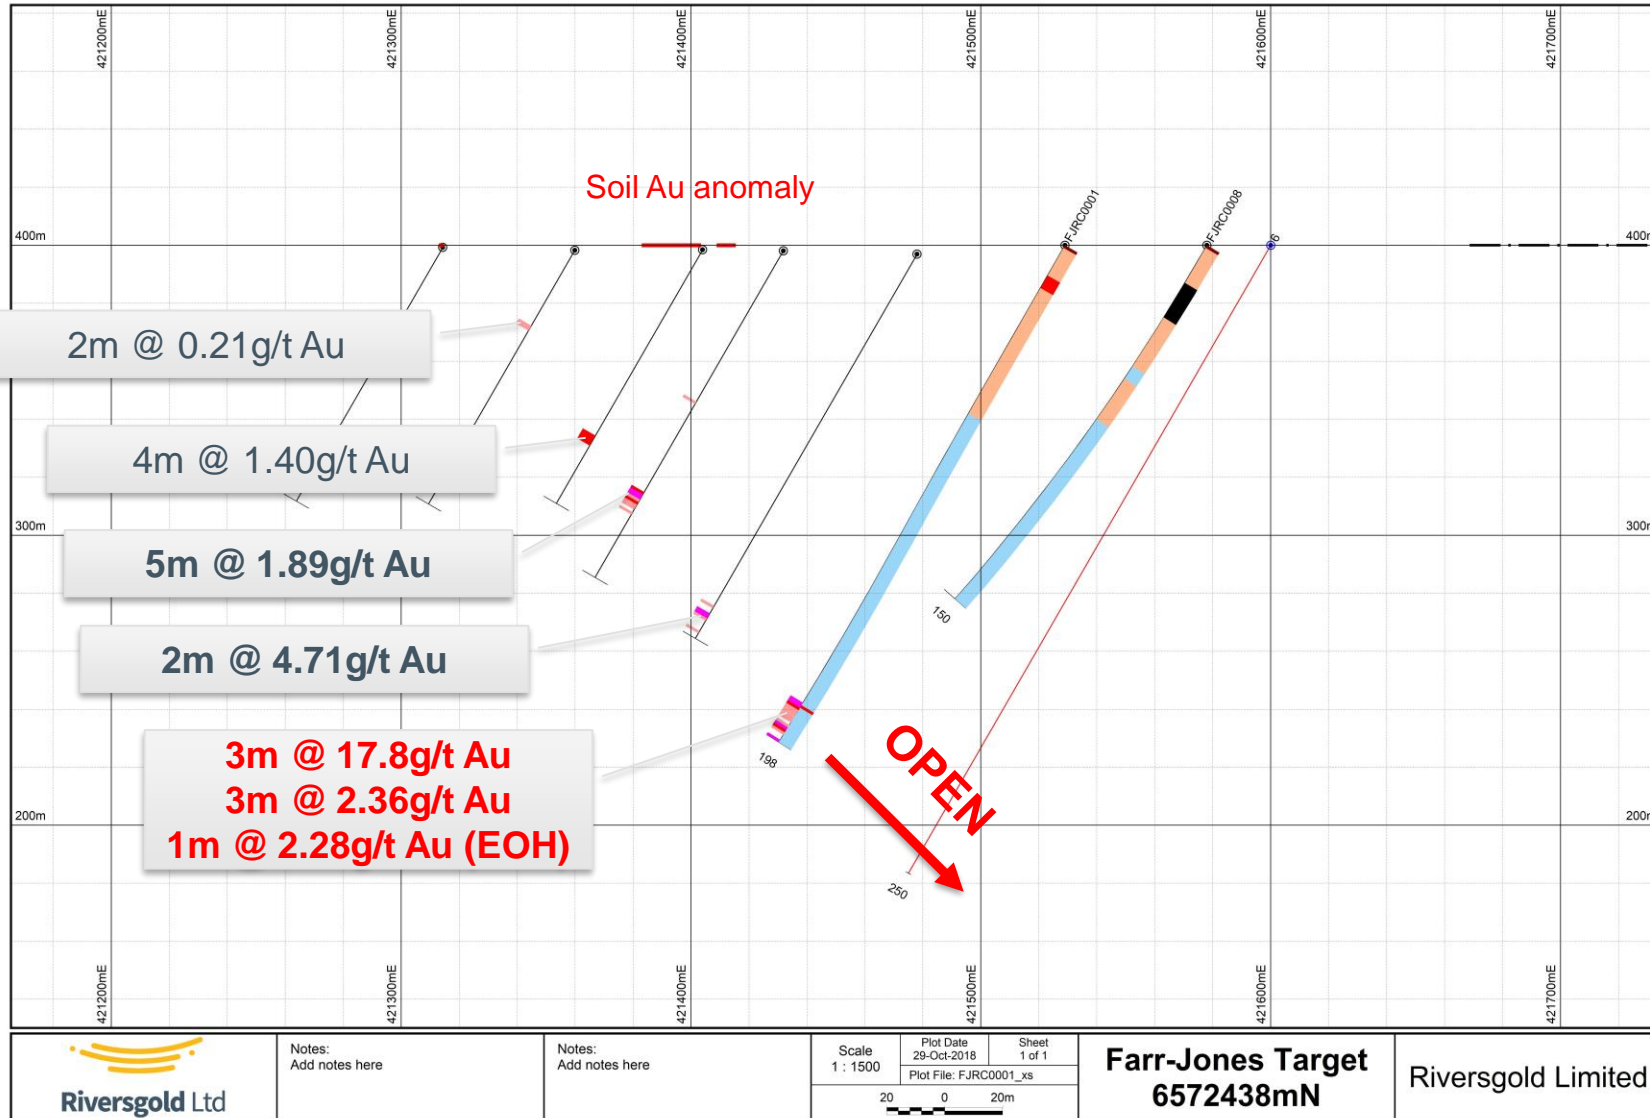 421200mE
421300mE
421400mE
421500mE
421600mE
421700mE
Soil Au anomaly
FJRC0001
FJRC0008
6
400m
400m
2m @ 0.21g/t Au
4m @ 1.40g/t Au
300m
300m
5m @ 1.89g/t Au
150
2m @ 4.71g/t Au
3m @ 17.8g/t Au
3m @ 2.36g/t Au
1m @ 2.28g/t Au (EOH)
198
OPEN
200m
200m
250
421200mE
421300mE
421400mE
421500mE
421600mE
421700mE
Riversgold Ltd
Notes:
Add notes here
Notes:
Add notes here
Scale
1 : 1500
Plot Date
29-Oct-2018
Sheet
1 of 1
Plot File: FJRC0001_xs
20 0 20m
Farr-Jones Target
6572438mN
Riversgold Limited